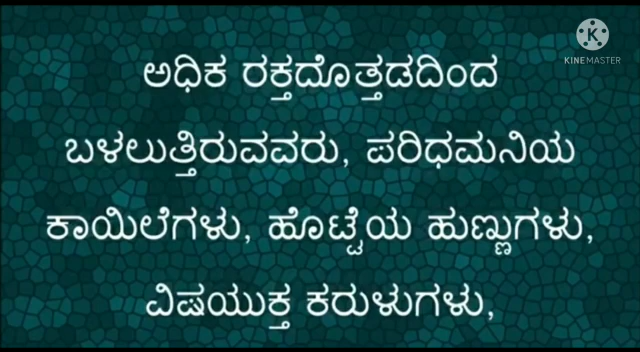 KINEMASTER
ಅಧಿಕ ರಕ್ತದೊತ್ತಡದಿಂದ
ಬಳಲುತ್ತಿರುವವರು, ಪರಿಧಮನಿಯ
ಕಾಯಿಲೆಗಳು, ಹೊಟ್ಟೆಯ ಹುಣ್ಣುಗಳು,
ವಿಷಯುಕ್ತ ಕರುಳುಗಳು,